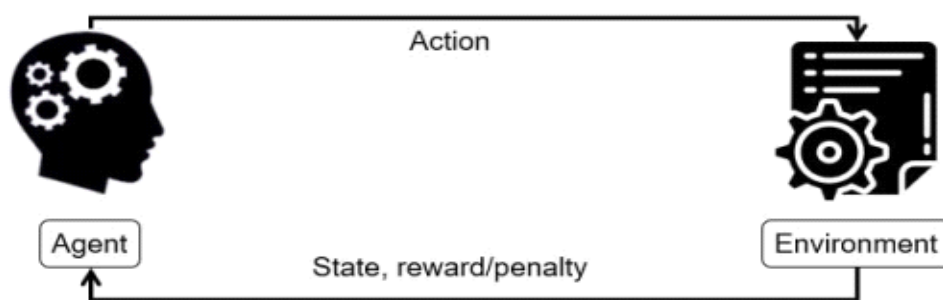 Action
Agent
Environment
State, reward/penalty